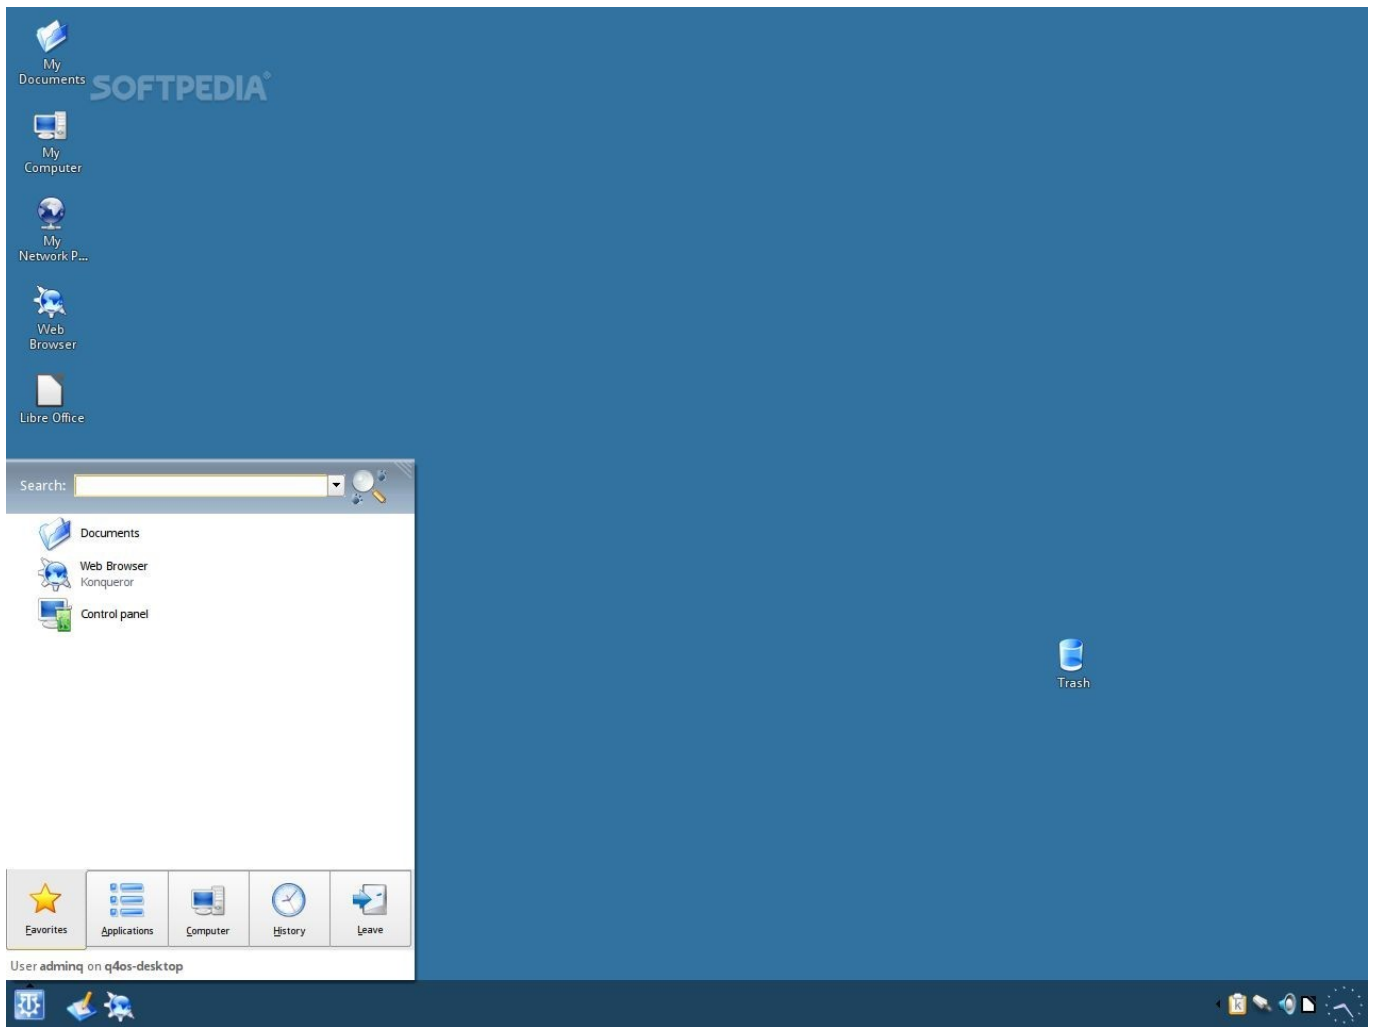 My
Documents
SOFTPEDIA®
My
Computer
My
Network P...
Web
Browser
Libre Office
Search:
Documents
Web Browser
Konqueror
Control panel
Trash
Favorites
Applications
Computer
History
Leave
User adminq on q4os-desktop